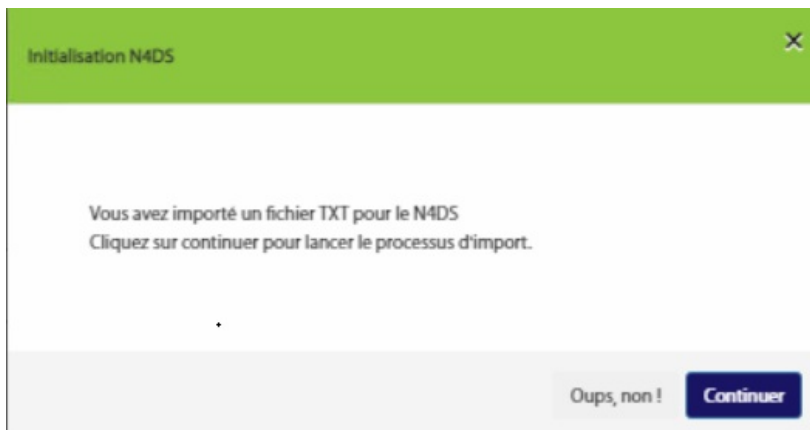 Initialisation N4DS
Vous avez importé un fichier TXT pour le N4DS
Cliquez sur continuer pour lancer le processus d'import.
Oups, non !
Continuer